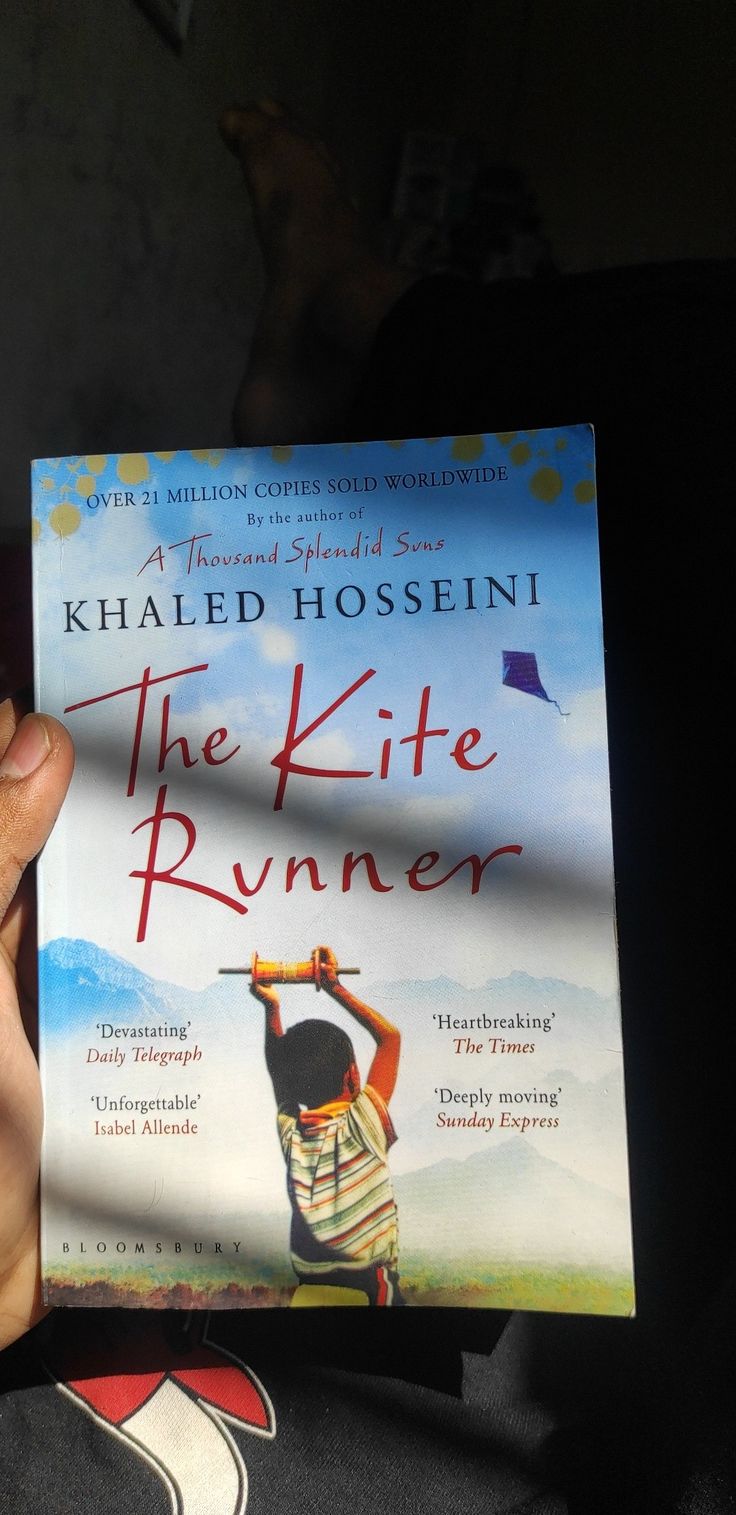 OVER 21 MILLION COPIES SOLD WORLDWIDE
By the author of
A Thousand Splendid Suns
KHALED HOSSEINI
The Kite
Runner
'Devastating'
Daily Telegraph
'Heartbreaking'
The Times
'Unforgettable'
Isabel Allende
'Deeply moving'
Sunday Express
BLOOMSBURY